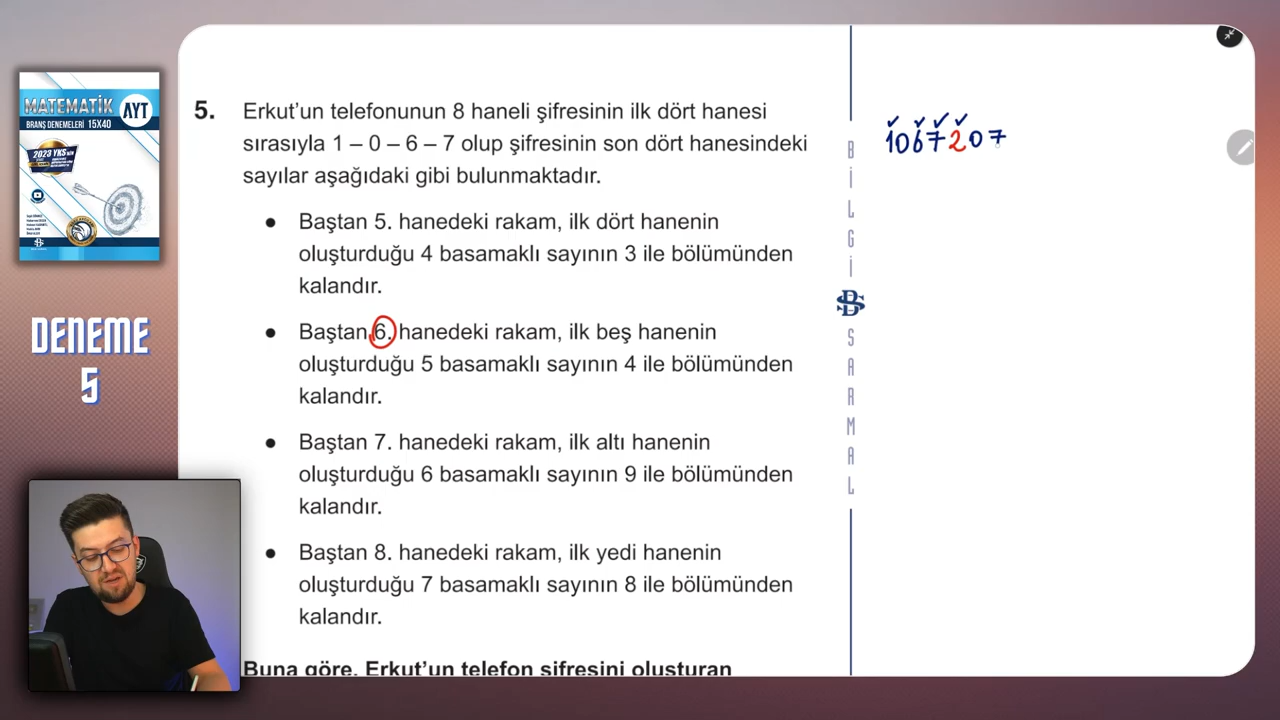 MATEMATİK
AYT
BRANŞ DENEMELERİ 15X40
2023 YKS'NİN
DENEME
5
5. Erkut'un telefonunun 8 haneli şifresinin ilk dört hanesi
sırasıyla 1 – 0 – 6 – 7 olup şifresinin son dört hanesindeki
sayılar aşağıdaki gibi bulunmaktadır.
● Baştan 5. hanedeki rakam, ilk dört hanenin
oluşturduğu 4 basamaklı sayının 3 ile bölümünden
kalandır.
● Baştan 6. hanedeki rakam, ilk beş hanenin
oluşturduğu 5 basamaklı sayının 4 ile bölümünden
kalandır.
● Baştan 7. hanedeki rakam, ilk altı hanenin
oluşturduğu 6 basamaklı sayının 9 ile bölümünden
kalandır.
● Baştan 8. hanedeki rakam, ilk yedi hanenin
oluşturduğu 7 basamaklı sayının 8 ile bölümünden
kalandır.
Buna göre, Erkut'un telefon şifresini oluşturan
BİLGİ
SARMAL
1067207